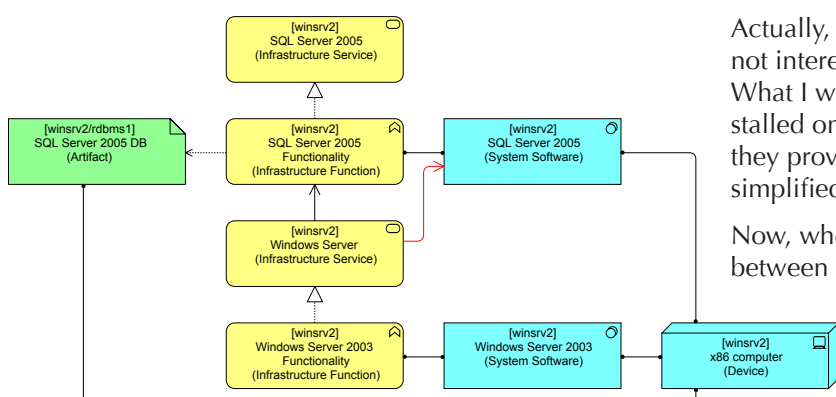 [winsrv2]
SQL Server 2005
(Infrastructure Service)
[winsrv2/rdbms1]
SQL Server 2005 DB
(Artifact)
[winsrv2]
SQL Server 2005
Functionality
(Infrastructure Function)
[winsrv2]
SQL Server 2005
(System Software)
[winsrv2]
Windows Server
(Infrastructure Service)
[winsrv2]
Windows Server 2003
Functionality
(Infrastructure Function)
[winsrv2]
Windows Server 2003
(System Software)
[winsrv2]
x86 computer
(Device)
Actually,
not intere
What I w
stalled or
they prov
simplified
Now, whe
between